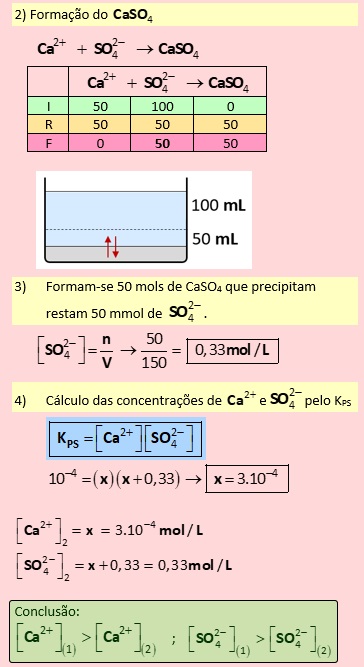 2) Formação do CaSO₄
Ca²⁺ + SO₄²⁻ → CaSO₄
Ca²⁺ + SO₄²⁻ → CaSO₄
I 50 100 0
R 50 50 50
F 0 50 50
100 mL
50 mL
3) Formam-se 50 mols de CaSO₄ que precipitam
restam 50 mmol de SO₄²⁻.
[SO₄²⁻] = n/V → 50/150 = 0,33mol/L
4) Cálculo das concentrações de Ca²⁺ e SO₄²⁻ pelo KPS
KPS = [Ca²⁺][SO₄²⁻]
10⁻⁴ = (x)(x+0,33) → x = 3.10⁻⁴
[Ca²⁺]₂ = x = 3.10⁻⁴ mol/L
[SO₄²⁻]₂ = x+0,33 = 0,33mol/L
Conclusão:
[Ca²⁺]₍₁₎ > [Ca²⁺]₍₂₎ ; [SO₄²⁻]₍₁₎ > [SO₄²⁻]₍₂₎